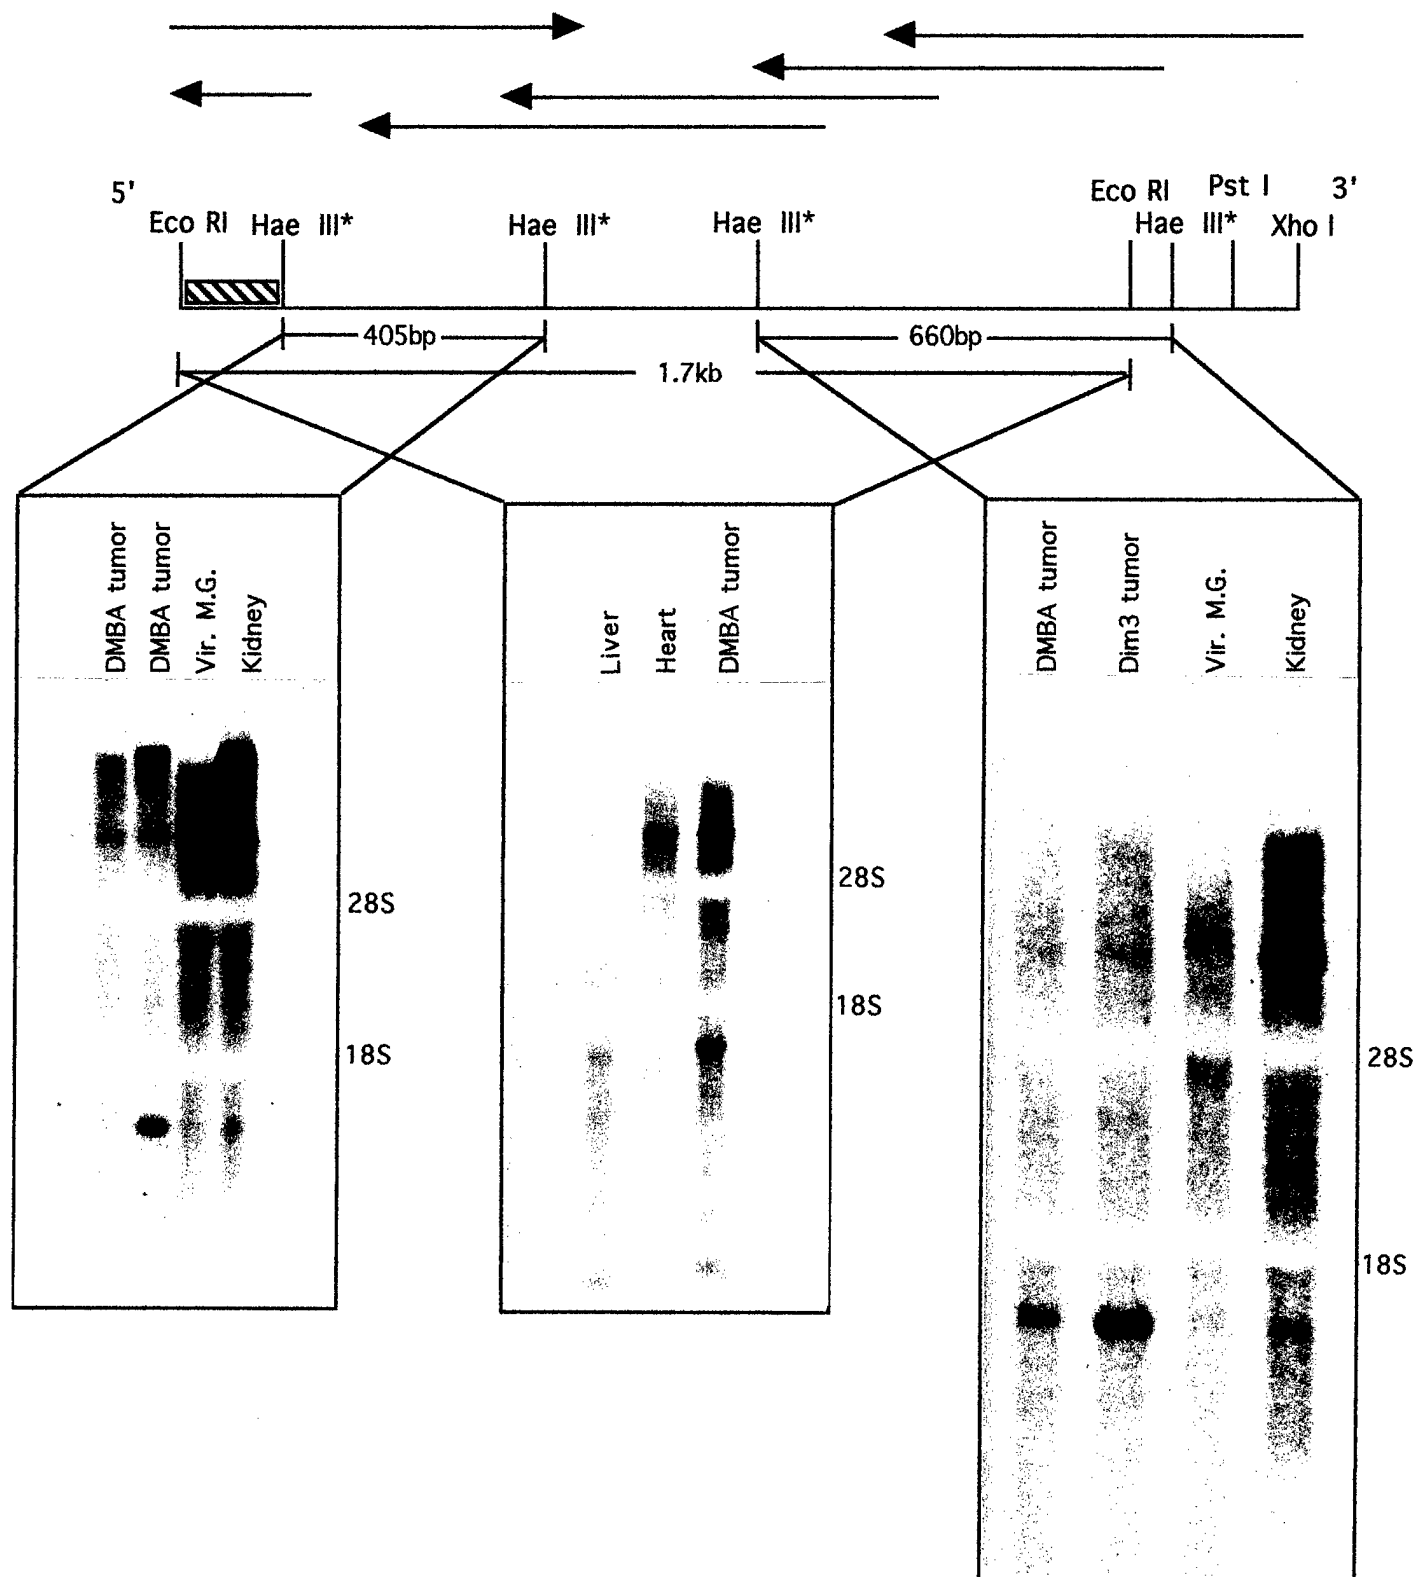 5'
Eco RI
Hae III*
Hae III*
Hae III*
Eco RI
Hae III*
Pst I
Xho I
3'
405bp
660bp
1.7kb
DMBA tumor
DMBA tumor
Vir. M.G.
Kidney
28S
18S
Liver
Heart
DMBA tumor
28S
18S
DMBA tumor
Dim3 tumor
Vir. M.G.
Kidney
28S
18S